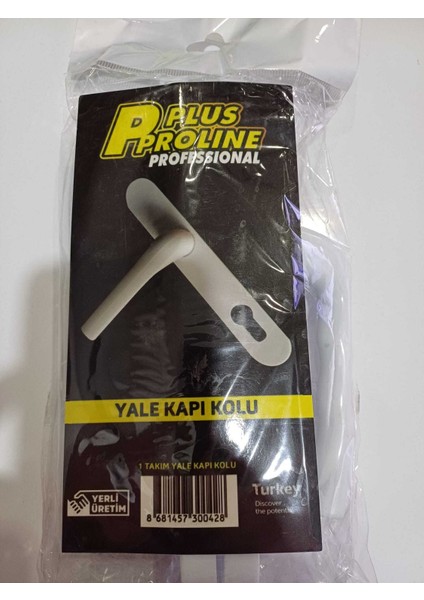 PLUS
PROLINE
PROFESSIONAL
YALE KAPI KOLU
1 TAKIM YALE KAPI KOLU
YERLİ
ÜRETİM
8 681457 300428
Turkey
Discover
the potential